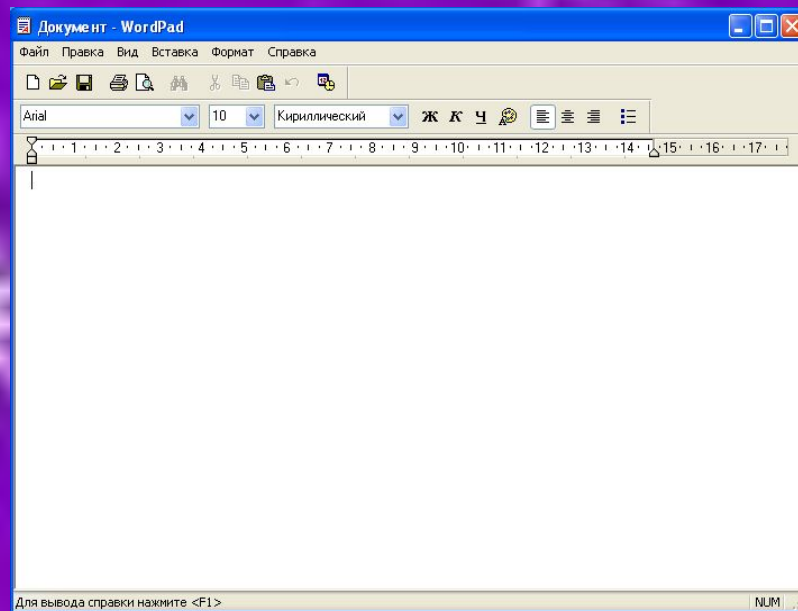 Документ - WordPad
Файл Правка Вид Вставка Формат Справка
Arial 10 Кириллический Ж К Ч
1 2 3 4 5 6 7 8 9 10 11 12 13 14 15 16 17
Для вывода справки нажмите <F1> NUM